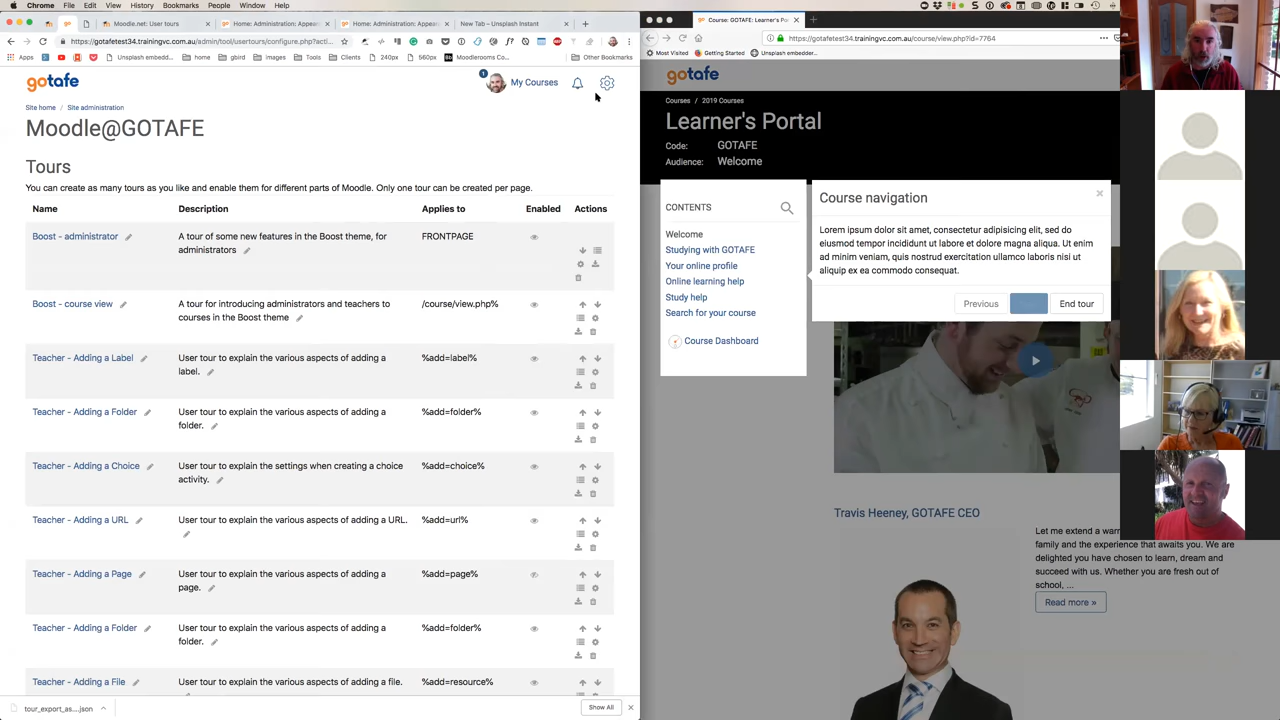 Chrome File Edit View History Bookmarks People Window Help
Moodle.net: User tours
Home: Administration: Appear
Home: Administration: Appear
New Tab - Unsplash Instant
https://gotafetest34.trainingvc.com.au/admin/tool/usertours/configure.php?acti...
Apps
Unsplash embedder...
home
gbird
Images
Tools
Clients
240px
560px
Moodlerooms Co...
Other Bookmarks
gotafe
1
My Courses
Site home / Site administration
Moodle@GOTAFE
Tours
You can create as many tours as you like and enable them for different parts of Moodle. Only one tour can be created per page.
Name Description Applies to Enabled Actions
Boost - administrator
A tour of some new features in the Boost theme, for
administrators
FRONTPAGE
Boost - course view
A tour for introducing administrators and teachers to
courses in the Boost theme
/course/view.php%
Teacher - Adding a Label
User tour to explain the various aspects of adding a
label.
%add=label%
Teacher - Adding a Folder
User tour to explain the various aspects of adding a
folder.
%add=folder%
Teacher - Adding a Choice
User tour to explain the settings when creating a choice
activity.
%add=choice%
Teacher - Adding a URL
User tour to explain the various aspects of adding a URL.
%add=url%
Teacher - Adding a Page
User tour to explain the various aspects of adding a
page.
%add=page%
Teacher - Adding a Folder
User tour to explain the various aspects of adding a
folder.
%add=folder%
Teacher - Adding a File
User tour to explain the various aspects of adding a file.
%add=resource%
tour_export_as....json
Show All
Course: GOTAFE: Learner's Port
https://gotafetest34.trainingvc.com.au/course/view.php?id=7764
Most Visited
Getting Started
Unsplash embedder...
gotafe
Courses / 2019 Courses
Learner's Portal
Code: GOTAFE
Audience: Welcome
CONTENTS
Welcome
Studying with GOTAFE
Your online profile
Online learning help
Study help
Search for your course
Course Dashboard
Course navigation
×
Lorem ipsum dolor sit amet, consectetur adipisicing elit, sed do
eiusmod tempor incididunt ut labore et dolore magna aliqua. Ut enim
ad minim veniam, quis nostrud exercitation ullamco laboris nisi ut
aliquip ex ea commodo consequat.
Previous
End tour
Travis Heeney, GOTAFE CEO
Let me extend a warm
family and the experience that awaits you. We are
delighted you have chosen to learn, dream and
succeed with us. Whether you are fresh out of
school, ...
Read more »